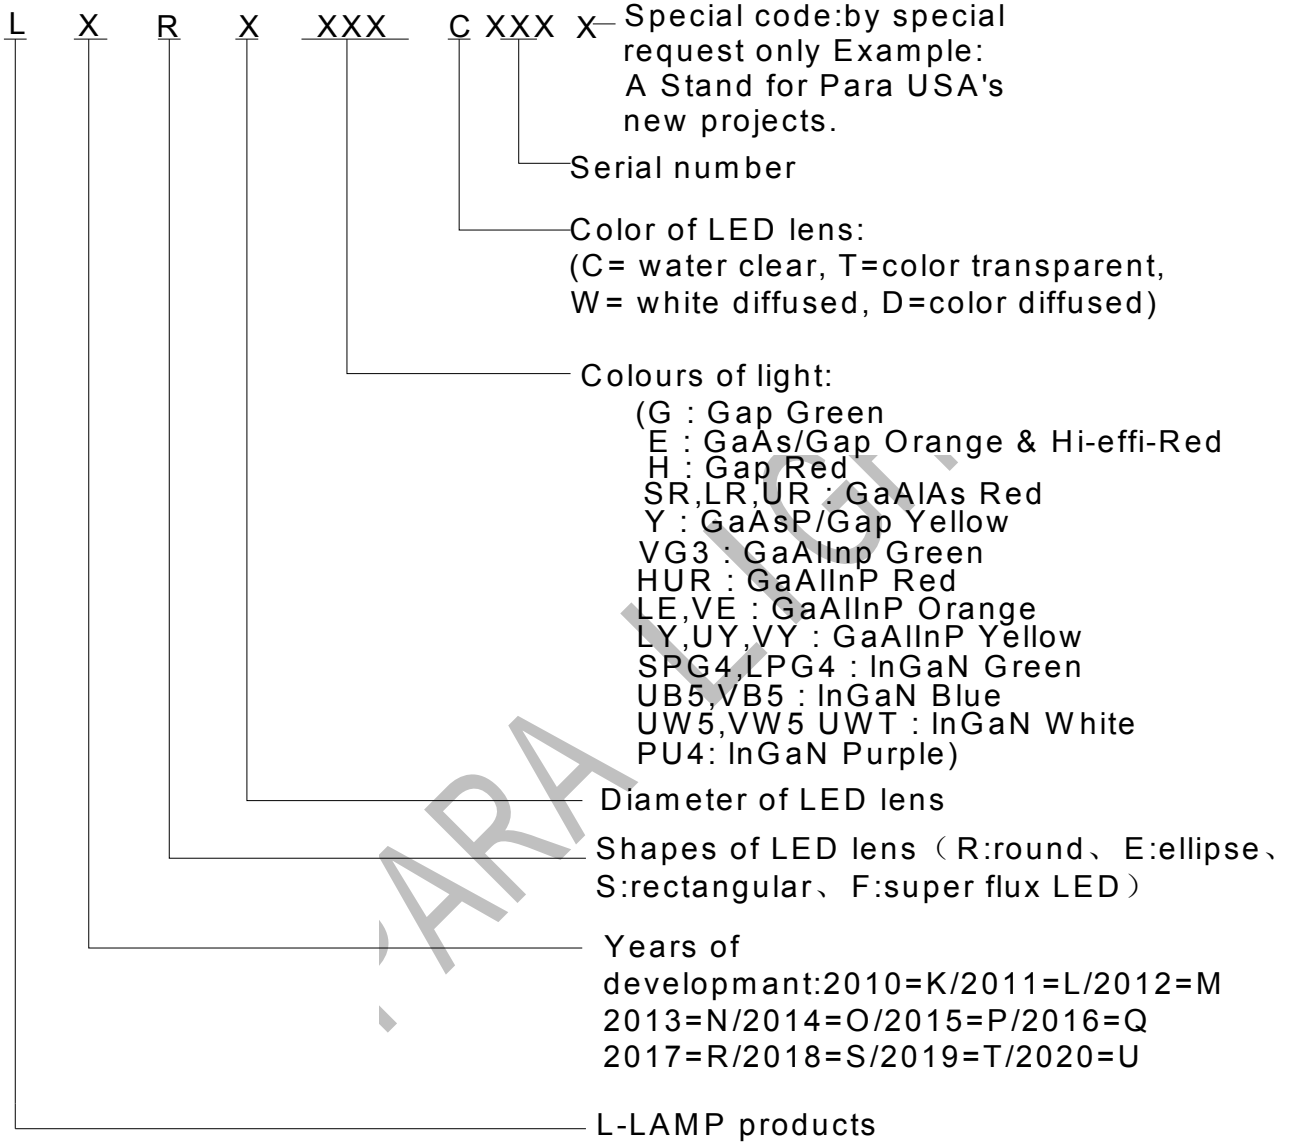 L X R X XXX C XXX X
Special code:by special
request only Example:
A Stand for Para USA's
new projects.
Serial number
Color of LED lens:
(C= water clear, T=color transparent,
W= white diffused, D=color diffused)
Colours of light:
(G : Gap Green
E : GaAs/Gap Orange & Hi-effi-Red
H : Gap Red
SR,LR,UR : GaAlAs Red
Y : GaAsP/Gap Yellow
VG3 : GaAllnp Green
HUR : GaAllnP Red
LE,VE : GaAllnP Orange
LY,UY,VY : GaAllnP Yellow
SPG4,LPG4 : InGaN Green
UB5,VB5 : InGaN Blue
UW5,VW5 UWT : InGaN White
PU4: InGaN Purple)
Diameter of LED lens
Shapes of LED lens（R:round、E:ellipse、
S:rectangular、F:super flux LED）
Years of
developmant:2010=K/2011=L/2012=M
2013=N/2014=O/2015=P/2016=Q
2017=R/2018=S/2019=T/2020=U
L-LAMP products
PARA LIGH